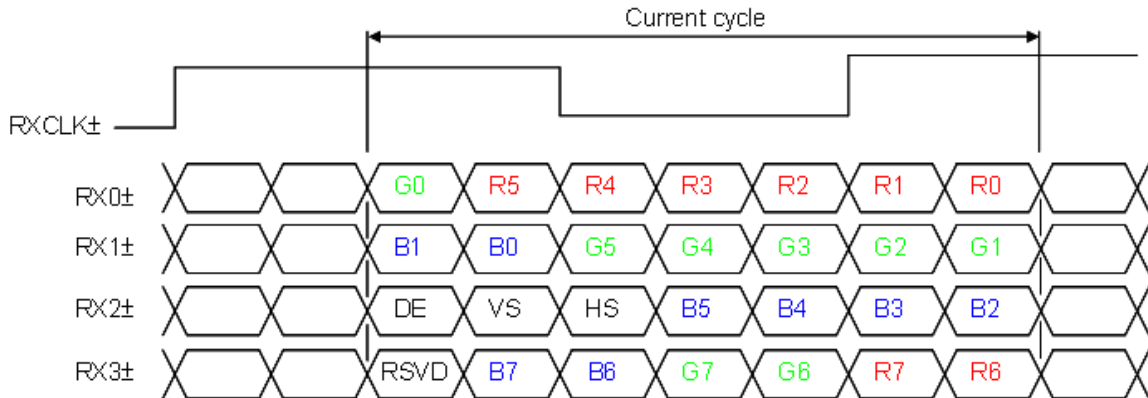 Current cycle
RXCLK±
RX0± G0 R5 R4 R3 R2 R1 R0
RX1± B1 B0 G5 G4 G3 G2 G1
RX2± DE VS HS B5 B4 B3 B2
RX3± RSVD B7 B6 G7 G6 R7 R6